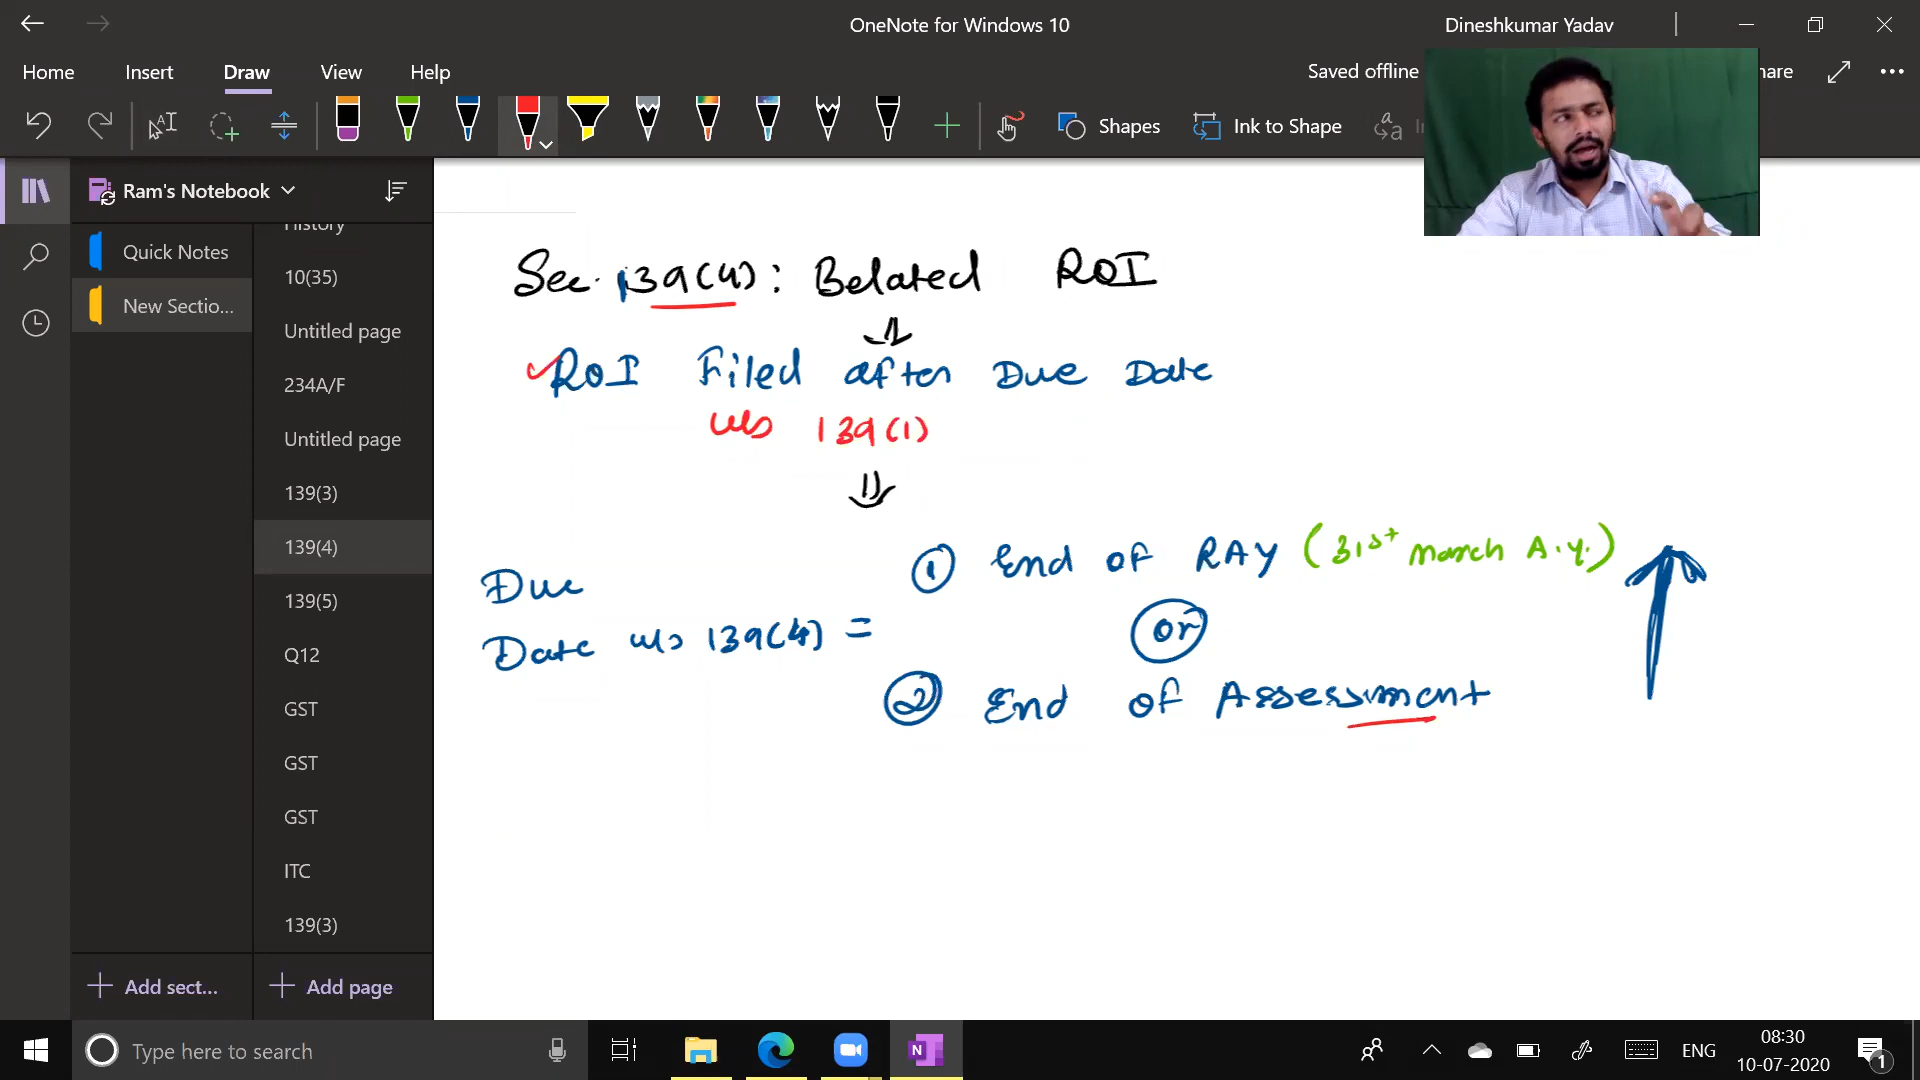 OneNote for Windows 10
Dineshkumar Yadav
Home Insert Draw View Help
Saved offline
Shapes
Ink to Shape
Ram's Notebook
Quick Notes
New Sectio...
History
10(35)
Untitled page
234A/F
Untitled page
139(3)
139(4)
139(5)
Q12
GST
GST
GST
ITC
139(3)
Add sect...
Add page
Sec. 139(4): Belated ROI
ROI Filed after Due Date
u/s 139(1)
① End of RAY (31st March A.Y.)
Due
or
Date u/s 139(4) =
② End of Assessment
Type here to search
ENG
08:30
10-07-2020
1